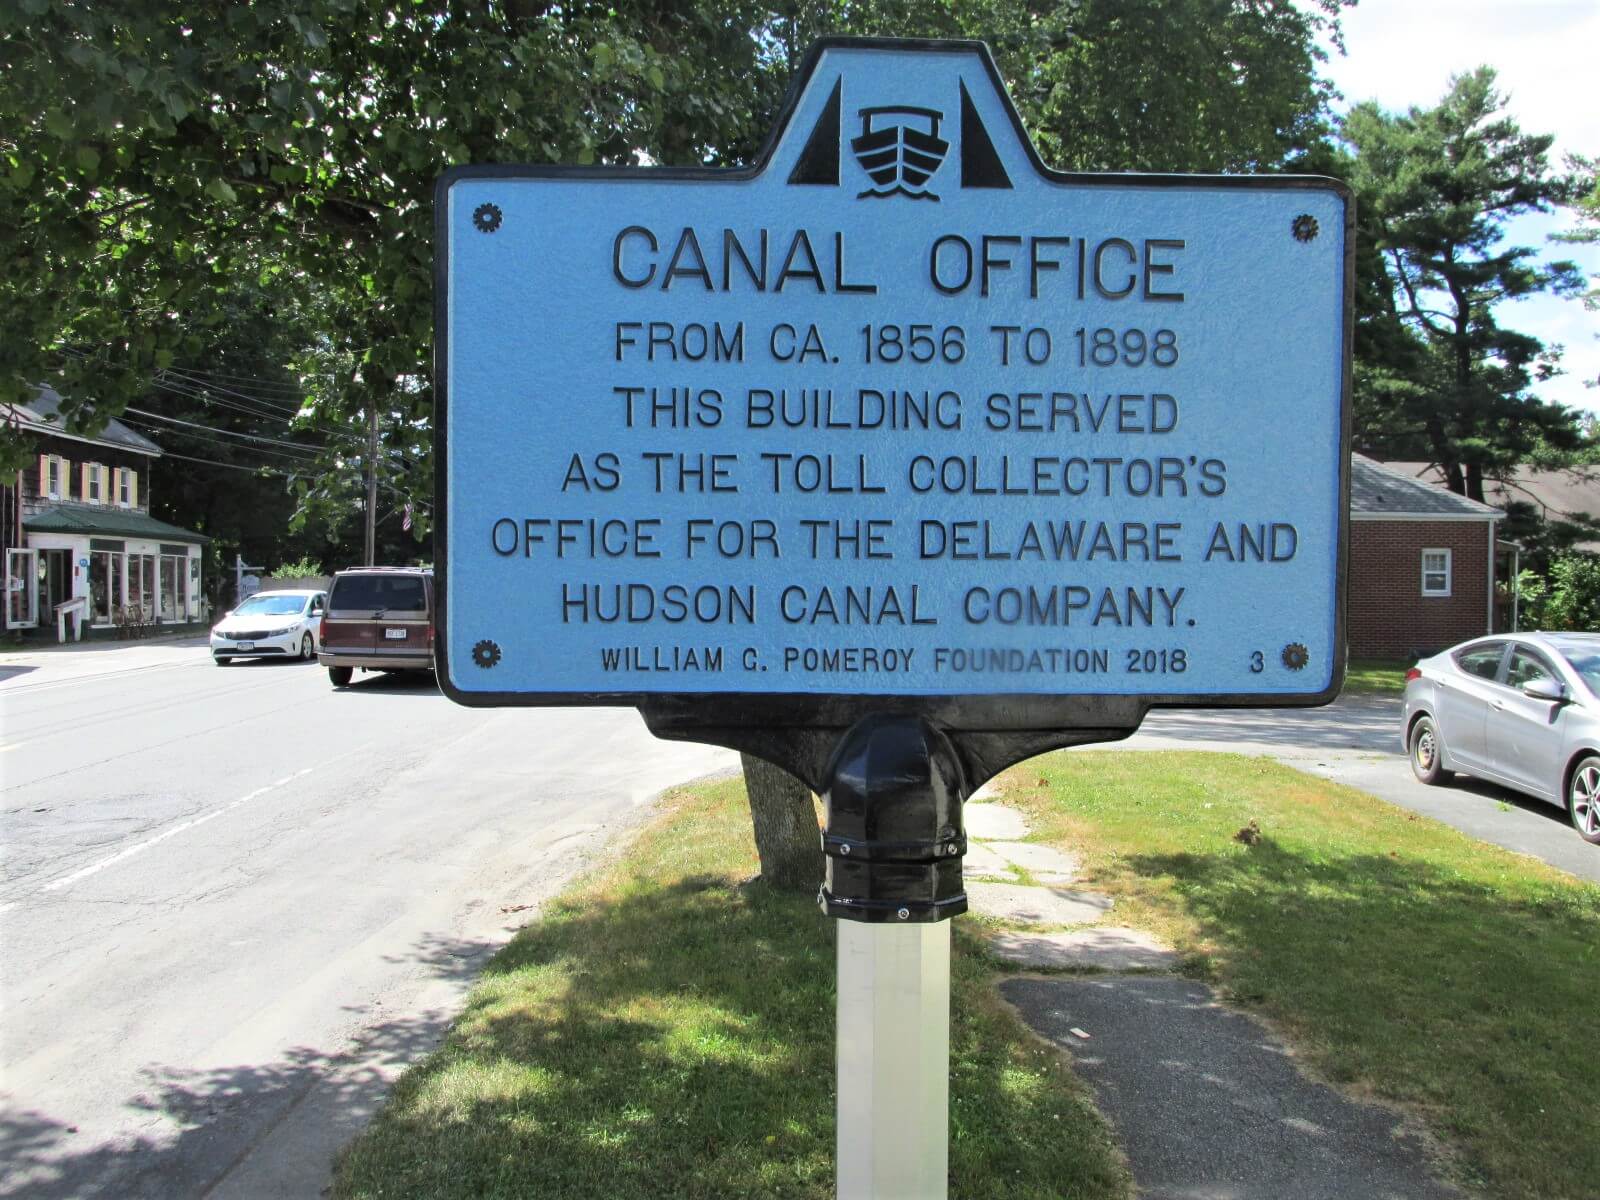 CANAL OFFICE
FROM CA. 1856 TO 1898
THIS BUILDING SERVED
AS THE TOLL COLLECTOR'S
OFFICE FOR THE DELAWARE AND
HUDSON CANAL COMPANY.
WILLIAM G. POMEROY FOUNDATION 2018 3